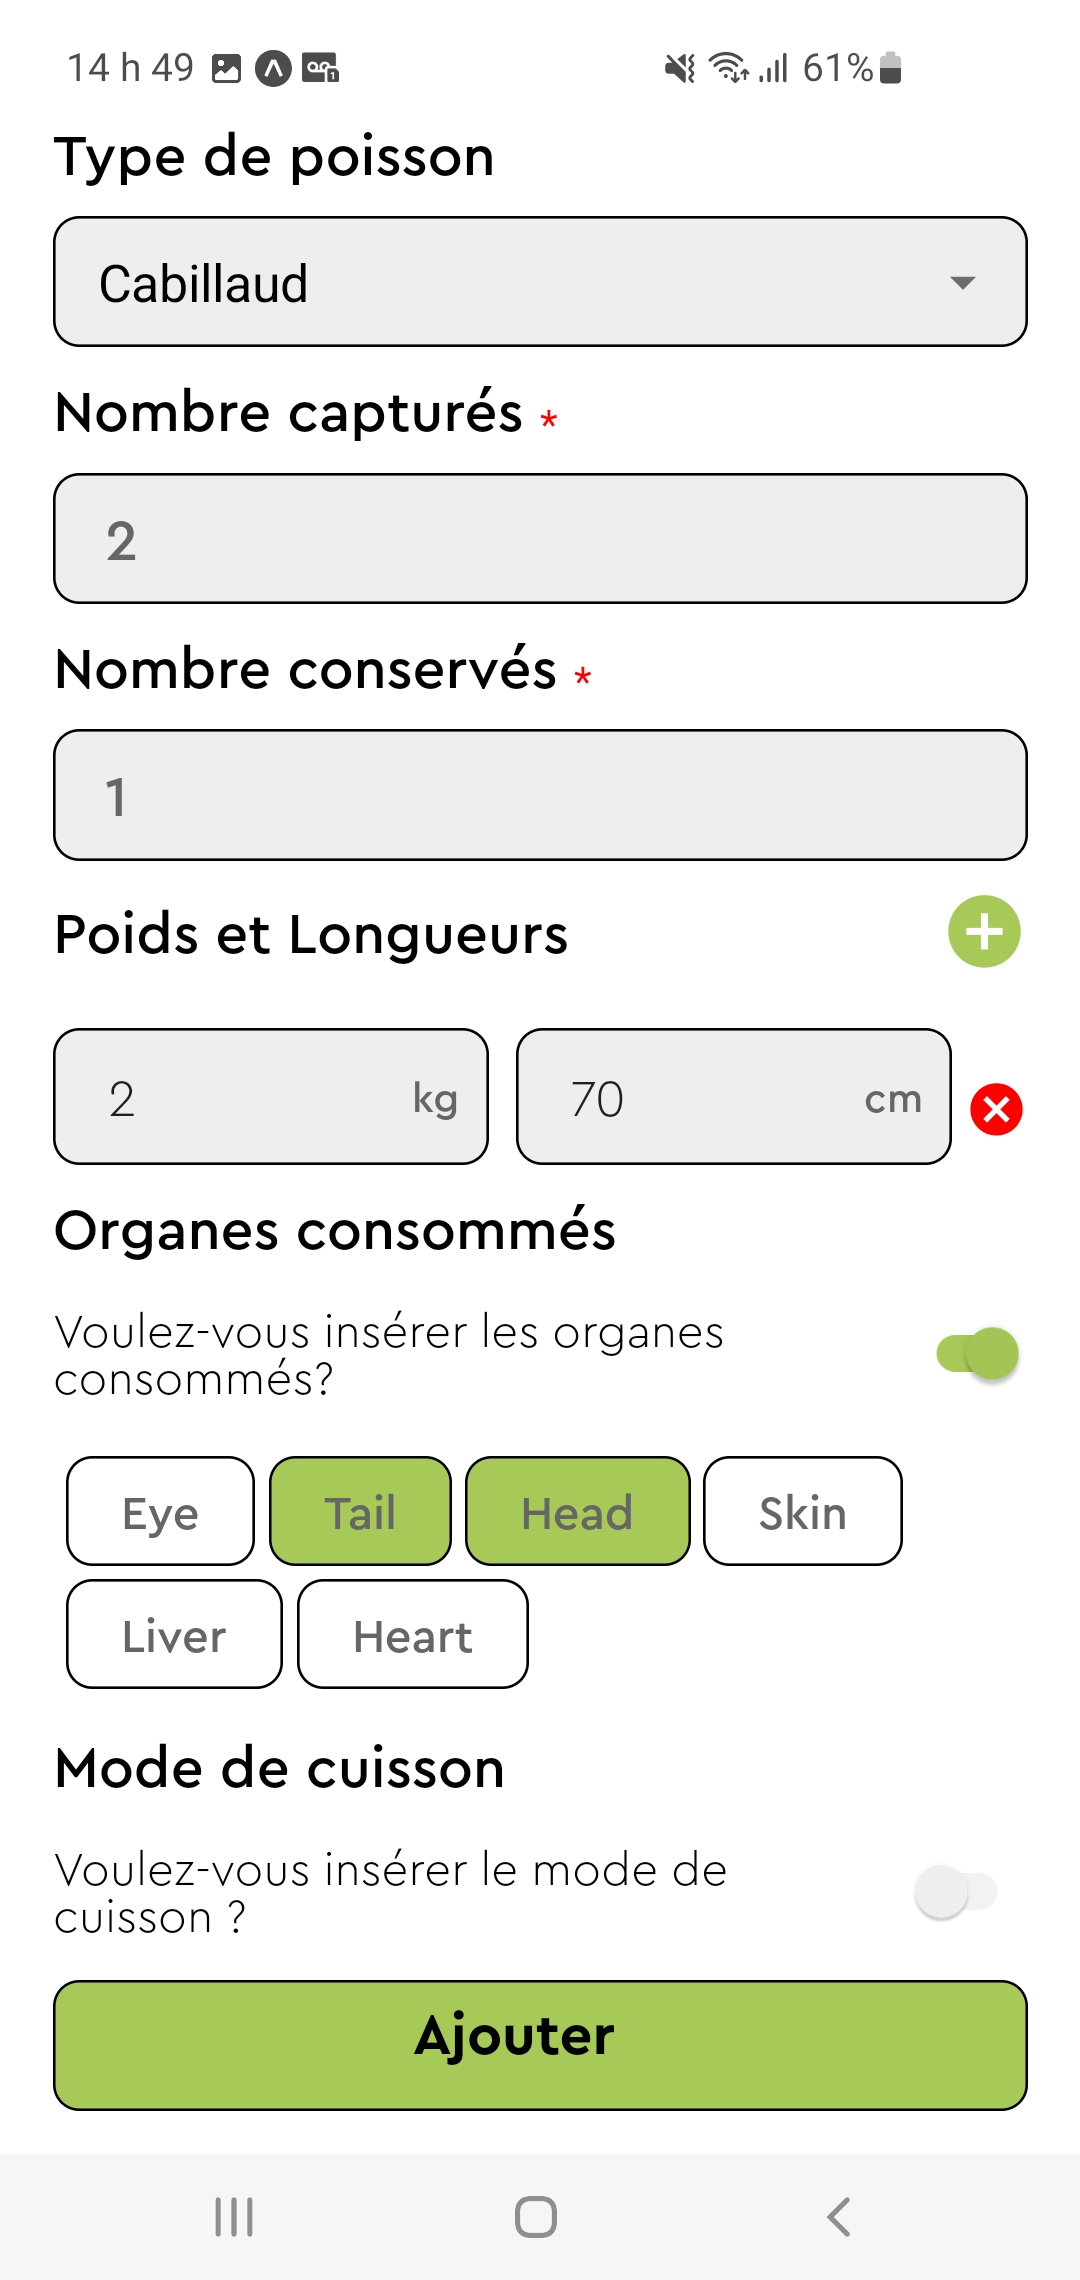 14 h 49 61%
Type de poisson
Cabillaud
Nombre capturés *
2
Nombre conservés *
1
Poids et Longueurs
2 kg 70 cm
Organes consommés
Voulez-vous insérer les organes
consommés?
Eye Tail Head Skin
Liver Heart
Mode de cuisson
Voulez-vous insérer le mode de
cuisson ?
Ajouter